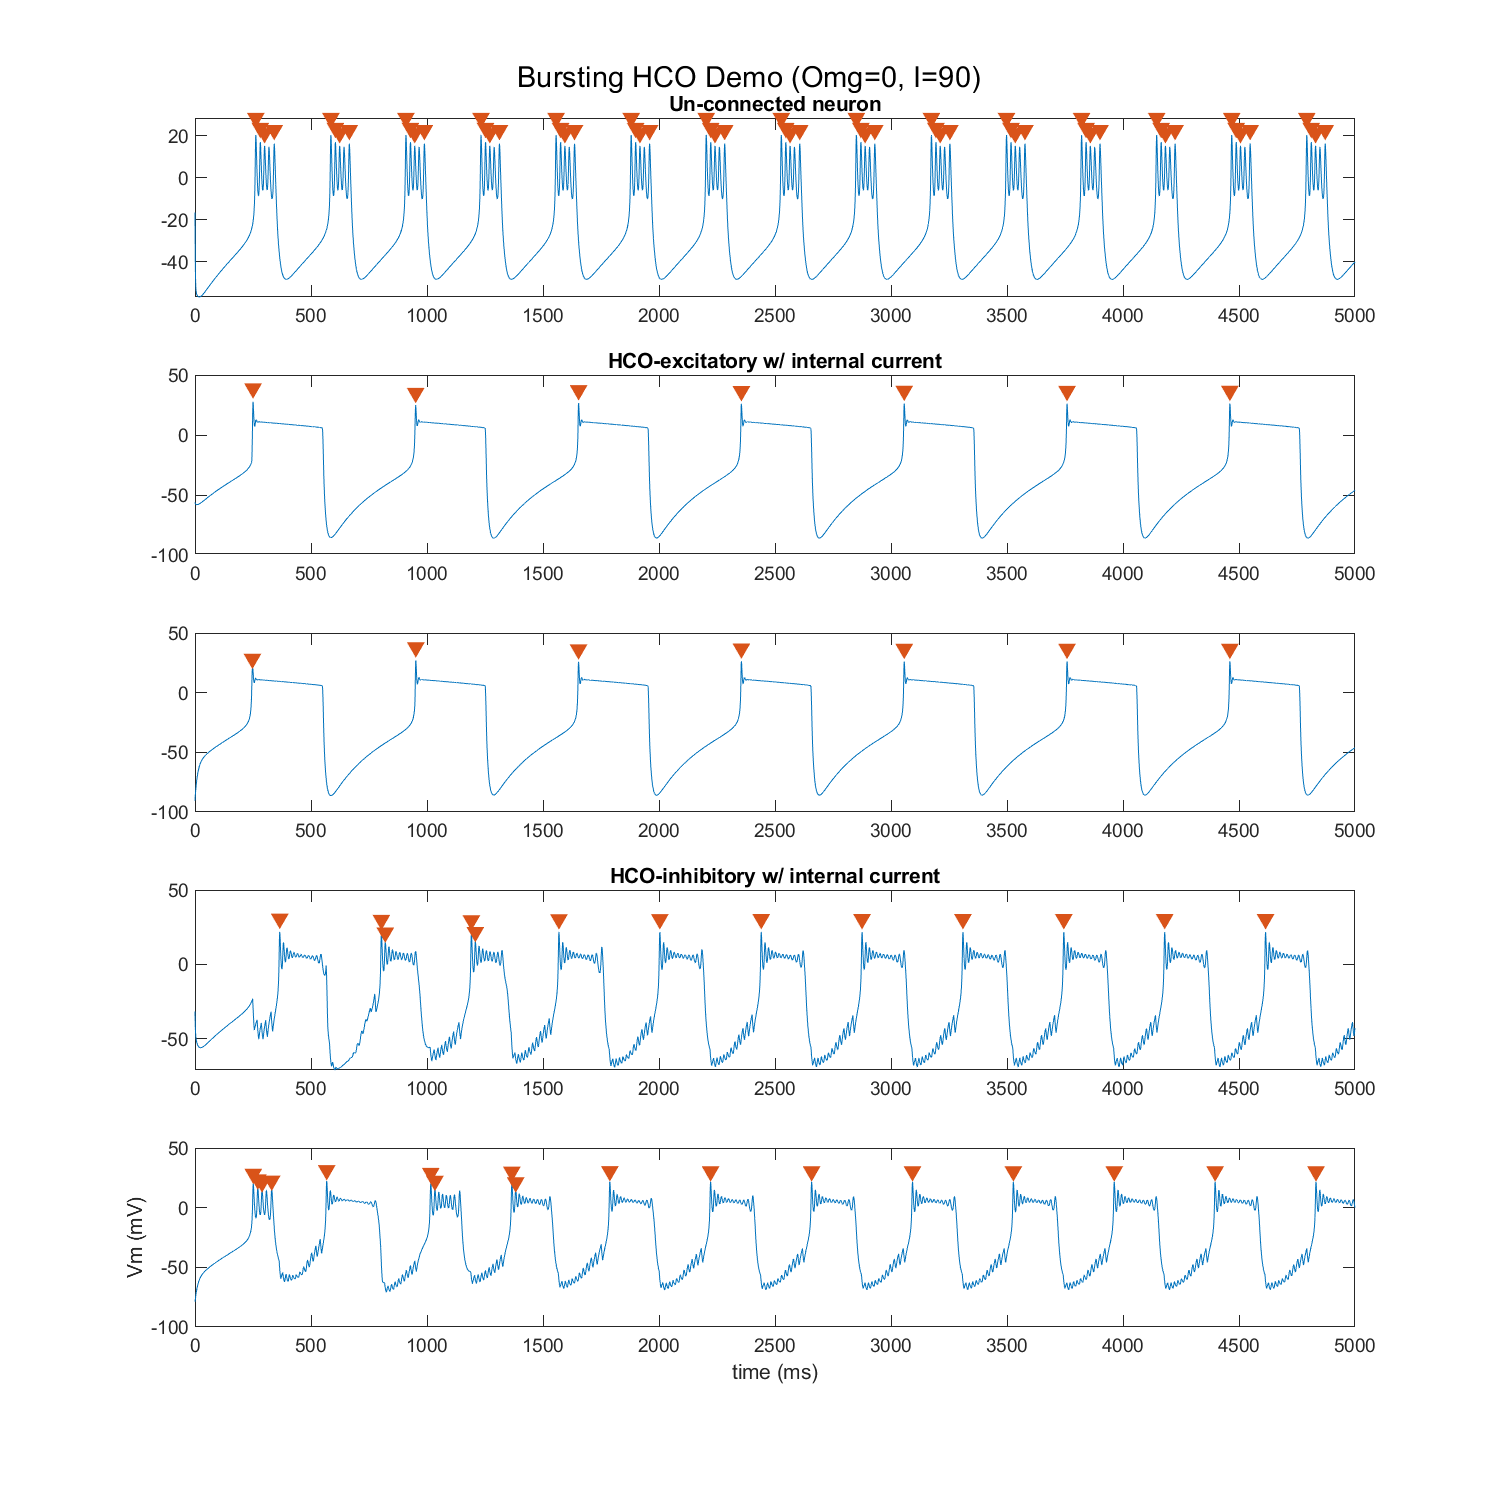 Bursting HCO Demo (Omg=0, I=90)
Un-connected neuron
20
0
-20
-40
0 500 1000 1500 2000 2500 3000 3500 4000 4500 5000
HCO-excitatory w/ internal current
50
0
-50
-100
0 500 1000 1500 2000 2500 3000 3500 4000 4500 5000
50
0
-50
-100
0 500 1000 1500 2000 2500 3000 3500 4000 4500 5000
HCO-inhibitory w/ internal current
50
0
-50
0 500 1000 1500 2000 2500 3000 3500 4000 4500 5000
50
0
-50
-100
Vm (mV)
0 500 1000 1500 2000 2500 3000 3500 4000 4500 5000
time (ms)